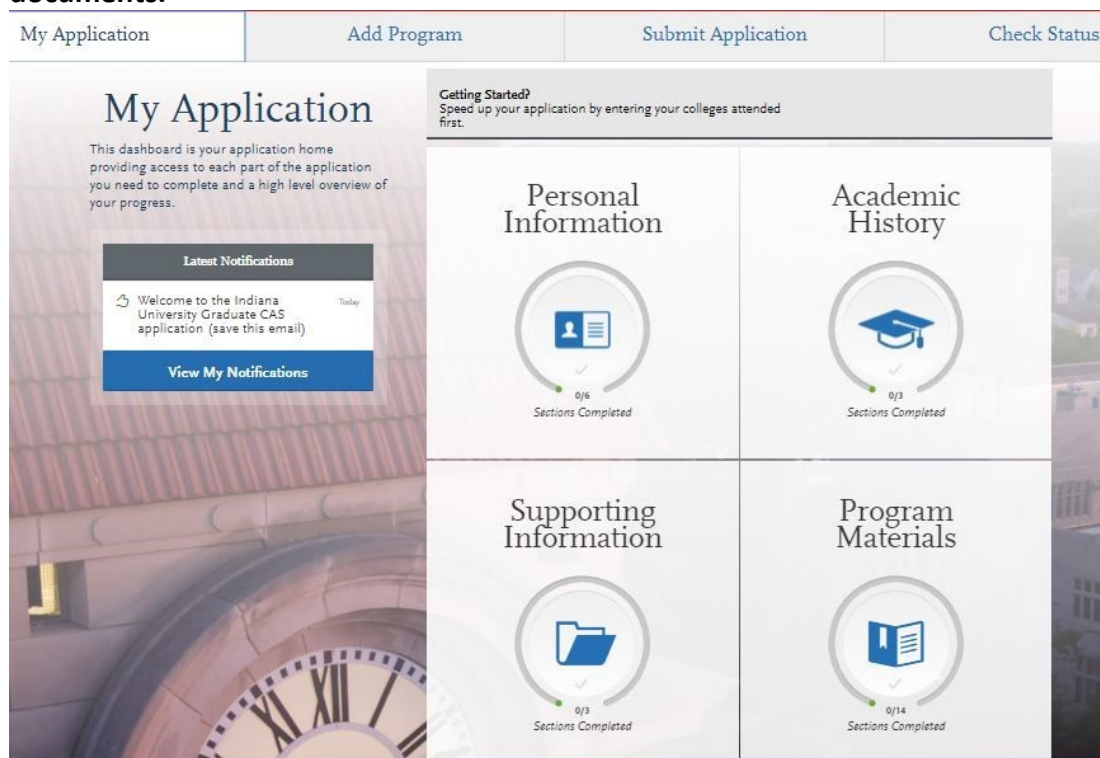 documents.
My Application
Add Program
Submit Application
Check Status
My Application
This dashboard is your application home
providing access to each part of the application
you need to complete and a high level overview of
your progress.
Latest Notifications
Welcome to the Indiana
University Graduate CAS
application (save this email)
Today
View My Notifications
Getting Started?
Speed up your application by entering your colleges attended
first.
Personal
Information
0/6
Sections Completed
Academic
History
0/3
Sections Completed
Supporting
Information
0/3
Sections Completed
Program
Materials
0/14
Sections Completed